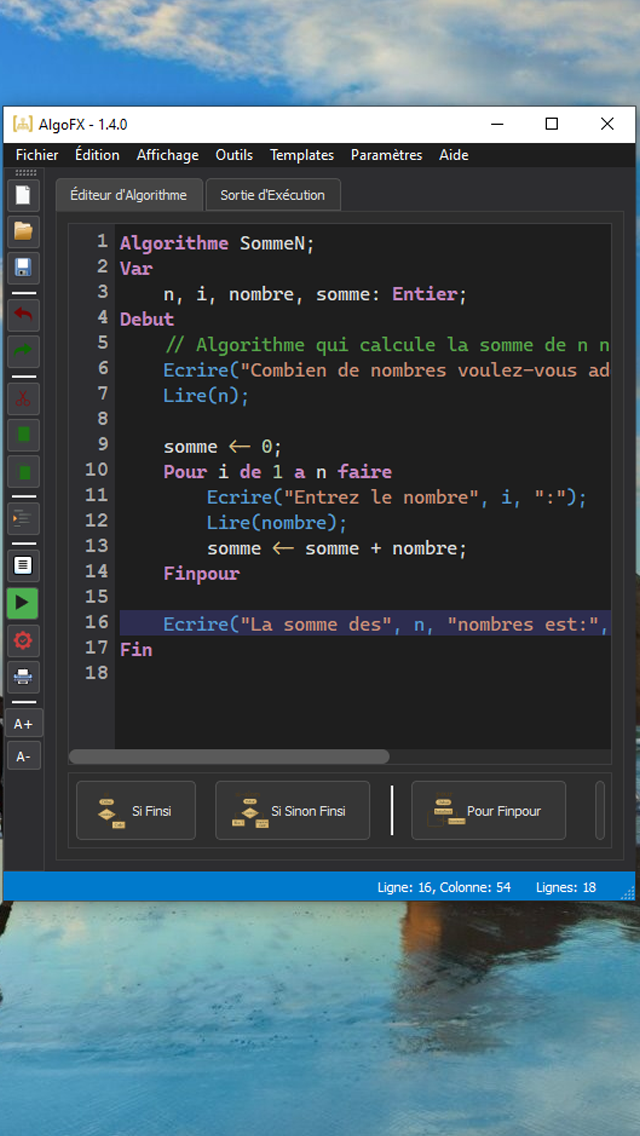 AlgoFX - 1.4.0
Fichier Édition Affichage Outils Templates Paramètres Aide
Éditeur d'Algorithme Sortie d'Exécution
1 Algorithme SommeN;
2 Var
3 n, i, nombre, somme: Entier;
4 Debut
5 // Algorithme qui calcule la somme de n n
6 Ecrire("Combien de nombres voulez-vous ad
7 Lire(n);
8
9 somme ← 0;
10 Pour i de 1 a n faire
11 Ecrire("Entrez le nombre", i, ":");
12 Lire(nombre);
13 somme ← somme + nombre;
14 Finpour
15
16 Ecrire("La somme des", n, "nombres est:",
17 Fin
18
A+
A-
Si Finsi Si Sinon Finsi Pour Finpour
Ligne: 16, Colonne: 54 Lignes: 18